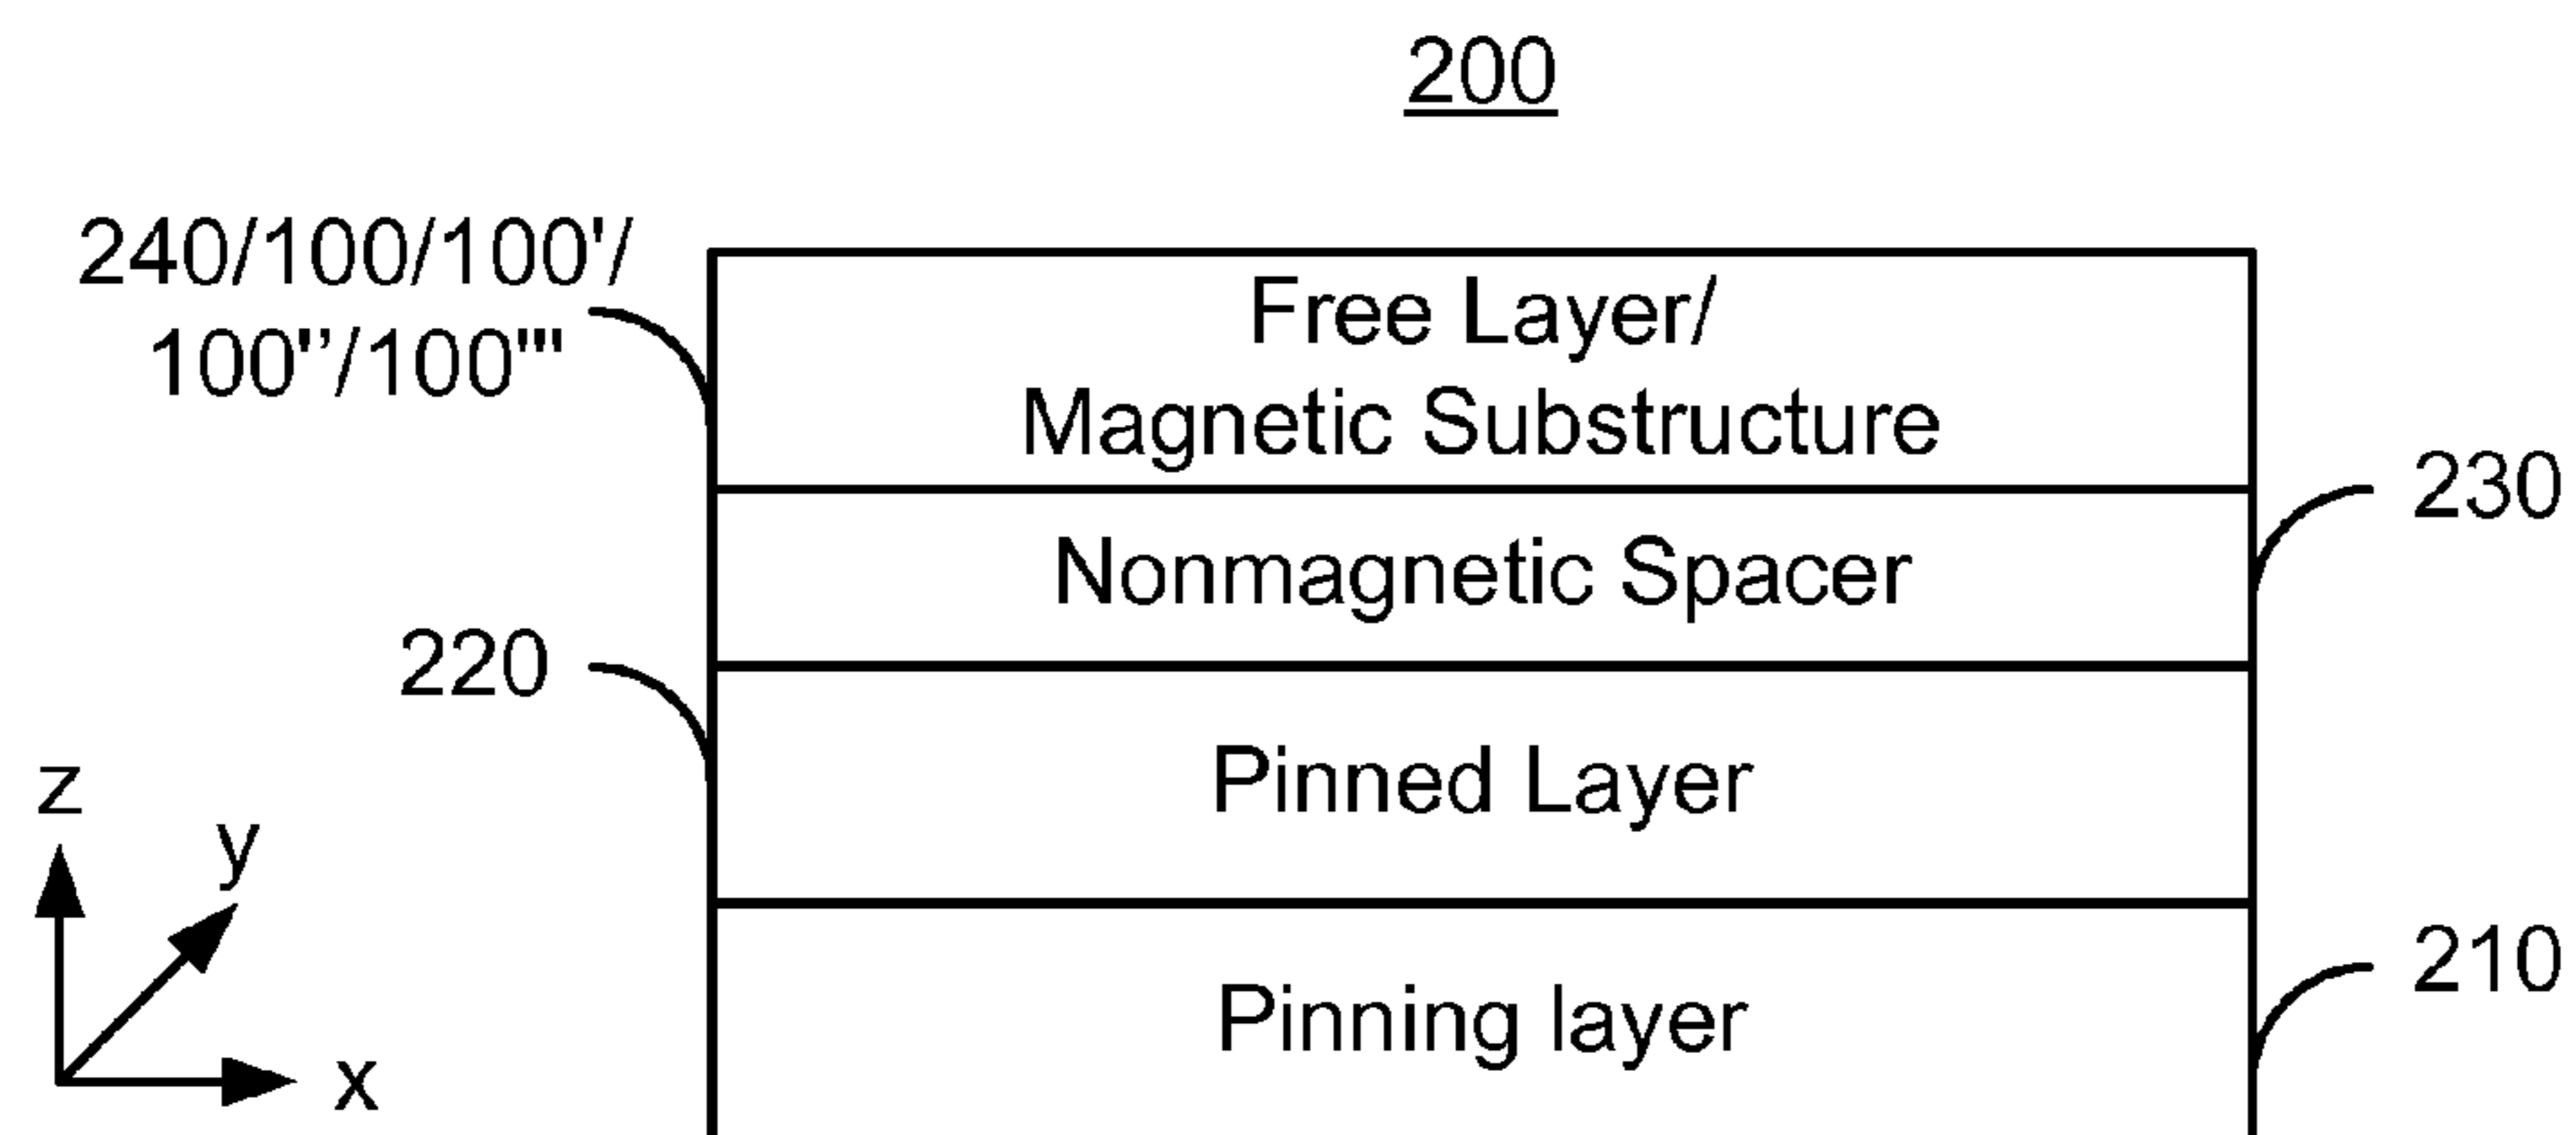 200
240/100/100'/
100'’/100'''
Free Layer/
Magnetic Substructure
230
Nonmagnetic Spacer
220
Pinned Layer
z
y
210
Pinning layer
x